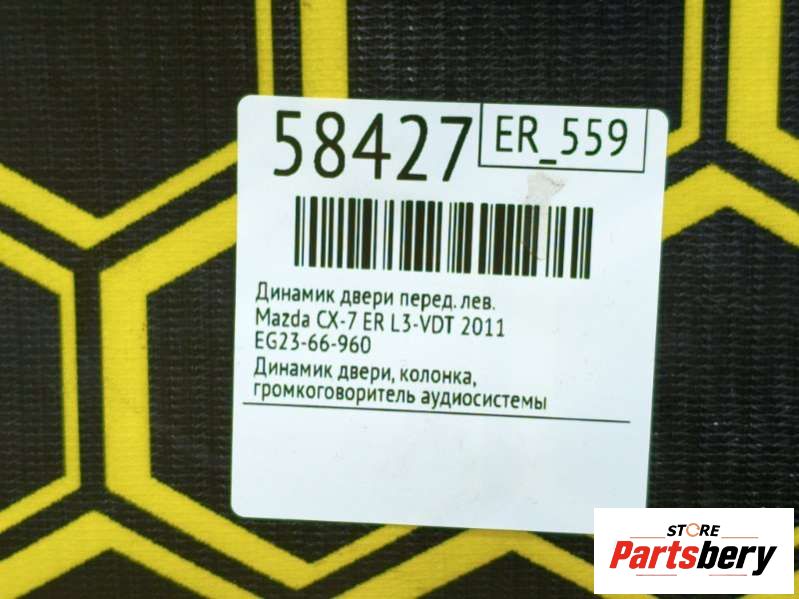 58427
ER_559
Динамик двери перед. лев.
Mazda CX-7 ER L3-VDT 2011
EG23-66-960
Динамик двери, колонка,
громкоговоритель аудиосистемы
STORE
Partsbery